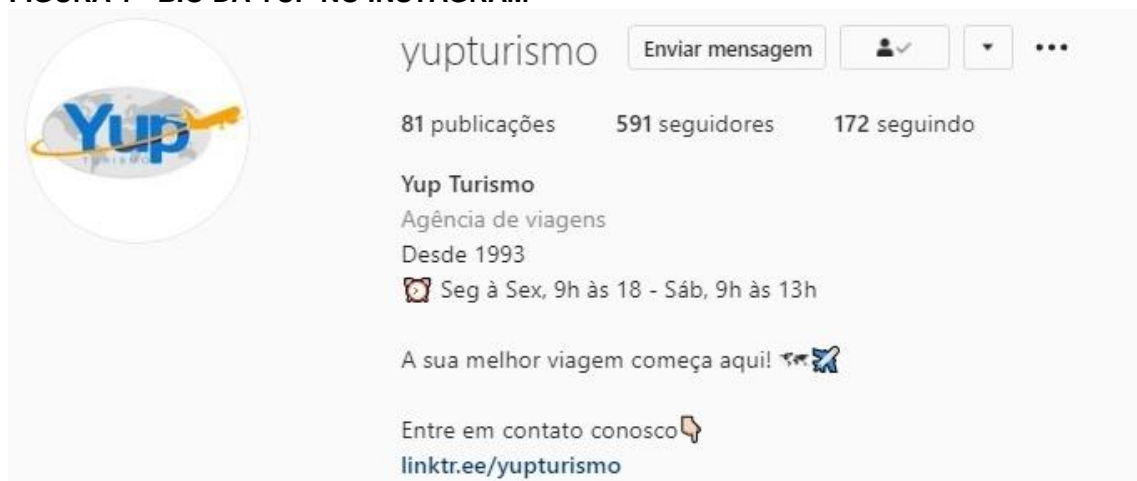 yupturismo Enviar mensagem
81 publicações 591 seguidores 172 seguindo
Yup
TURISMO
Yup Turismo
Agência de viagens
Desde 1993
Seg à Sex, 9h às 18 - Sáb, 9h às 13h
A sua melhor viagem começa aqui!
Entre em contato conosco
linktr.ee/yupturismo